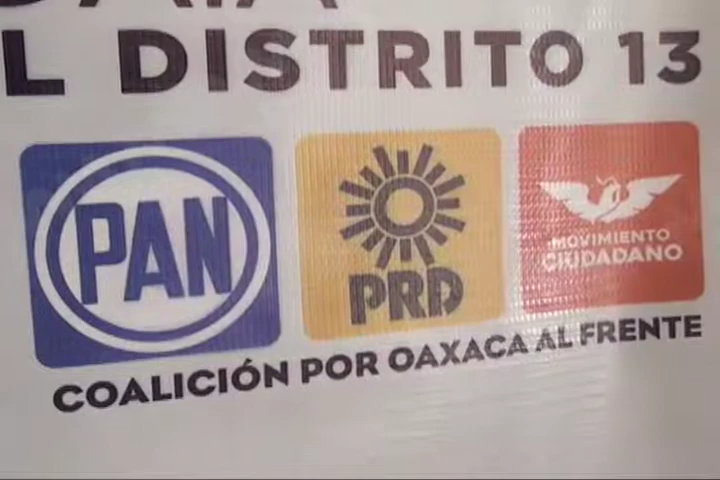 L DISTRITO 13
PAN
PRD
MOVIMIENTO
CIUDADANO
COALICIÓN POR OAXACA AL FRENTE